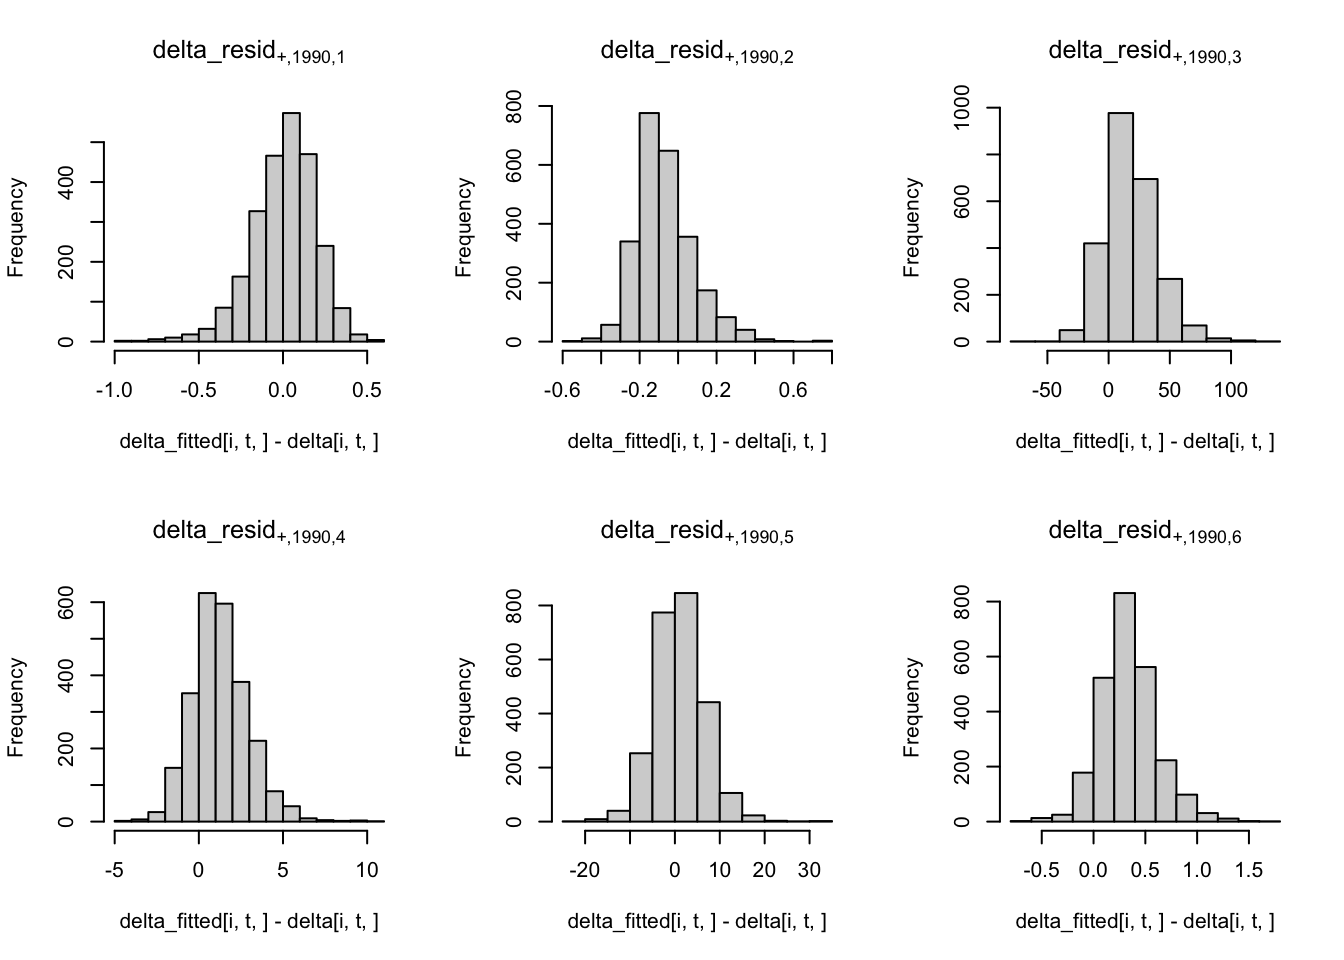 delta_resid+,1990,1
Frequency
0 200 400
-1.0 -0.5 0.0 0.5
delta_fitted[i, t, ] - delta[i, t, ]
delta_resid+,1990,2
Frequency
0 200 400 600 800
-0.6 -0.2 0.2 0.6
delta_fitted[i, t, ] - delta[i, t, ]
delta_resid+,1990,3
Frequency
0 200 600 1000
-50 0 50 100
delta_fitted[i, t, ] - delta[i, t, ]
delta_resid+,1990,4
Frequency
0 200 400 600
-5 0 5 10
delta_fitted[i, t, ] - delta[i, t, ]
delta_resid+,1990,5
Frequency
0 200 400 600 800
-20 0 10 20 30
delta_fitted[i, t, ] - delta[i, t, ]
delta_resid+,1990,6
Frequency
0 200 400 600 800
-0.5 0.0 0.5 1.0 1.5
delta_fitted[i, t, ] - delta[i, t, ]